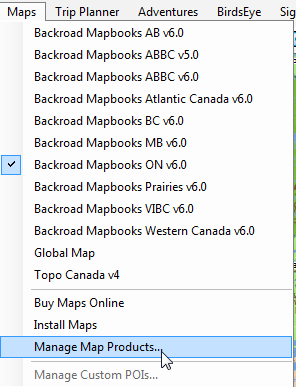 Maps Trip Planner Adventures BirdsEye Sig
Backroad Mapbooks AB v6.0
Backroad Mapbooks ABBC v5.0
Backroad Mapbooks ABBC v6.0
Backroad Mapbooks Atlantic Canada v6.0
Backroad Mapbooks BC v6.0
Backroad Mapbooks MB v6.0
Backroad Mapbooks ON v6.0
Backroad Mapbooks Prairies v6.0
Backroad Mapbooks VIBC v6.0
Backroad Mapbooks Western Canada v6.0
Global Map
Topo Canada v4
Buy Maps Online
Install Maps
Manage Map Products...
Manage Custom POIs...